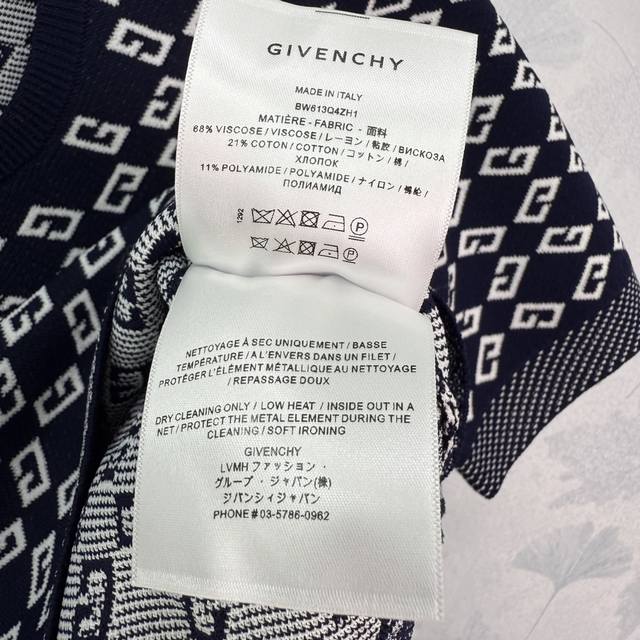 GIVENCHY
MADE IN ITALY
BW613Q4ZH1
MATIÈRE - FABRIC - 面料
68% VISCOSE / VISCOSE / レーヨン / 粘胶 / ВИСКОЗА
21% COTON / COTTON / コットン / 棉 /
ХЛОПОК
11% POLYAMIDE / POLYAMIDE / ナイロン / 锦纶 /
ПОЛИАМИД
1292
NETTOYAGE À SEC UNIQUEMENT / BASSE
TEMPÉRATURE / A L'ENVERS DANS UN FILET /
PROTÉGER L'ÉLÉMENT MÉTALLIQUE AU NETTOYAGE
/ REPASSAGE DOUX
DRY CLEANING ONLY / LOW HEAT / INSIDE OUT IN A
NET / PROTECT THE METAL ELEMENT DURING THE
CLEANING / SOFT IRONING
GIVENCHY
LVMH ファッション・
グループ・ジャパン(株)
ジバンシィジャパン
PHONE # 03-5786-0962